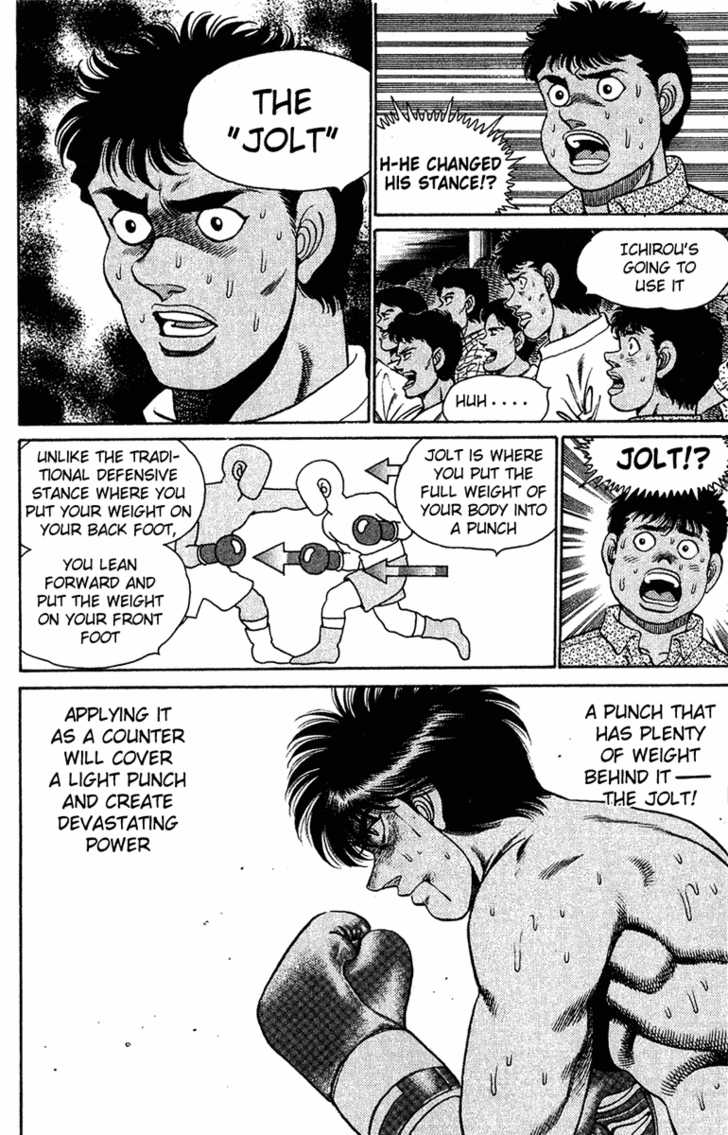 H-HE CHANGED
HIS STANCE!?
ICHIROU'S
GOING TO
USE IT
HUH....
THE
"JOLT"
JOLT!?
JOLT IS WHERE
YOU PUT THE
FULL WEIGHT OF
YOUR BODY INTO
A PUNCH
UNLIKE THE TRADI-
TIONAL DEFENSIVE
STANCE WHERE YOU
PUT YOUR WEIGHT ON
YOUR BACK FOOT,
YOU LEAN
FORWARD AND
PUT THE WEIGHT
ON YOUR FRONT
FOOT
A PUNCH THAT
HAS PLENTY
OF WEIGHT
BEHIND IT —
THE JOLT!
APPLYING IT
AS A COUNTER
WILL COVER
A LIGHT PUNCH
AND CREATE
DEVASTATING
POWER